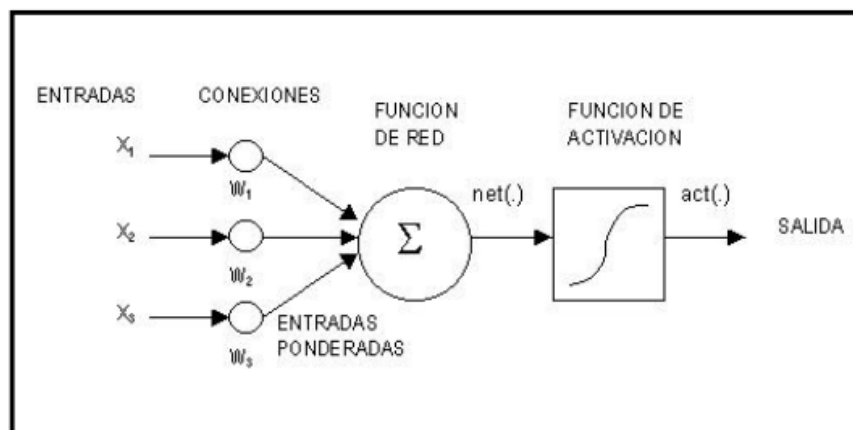 ENTRADAS
CONEXIONES
FUNCION
DE RED
FUNCION DE
ACTIVACION
X₁
W₁
X₂
W₂
X₃
W₃
ENTRADAS
PONDERADAS
Σ
net(.)
act(.)
SALIDA